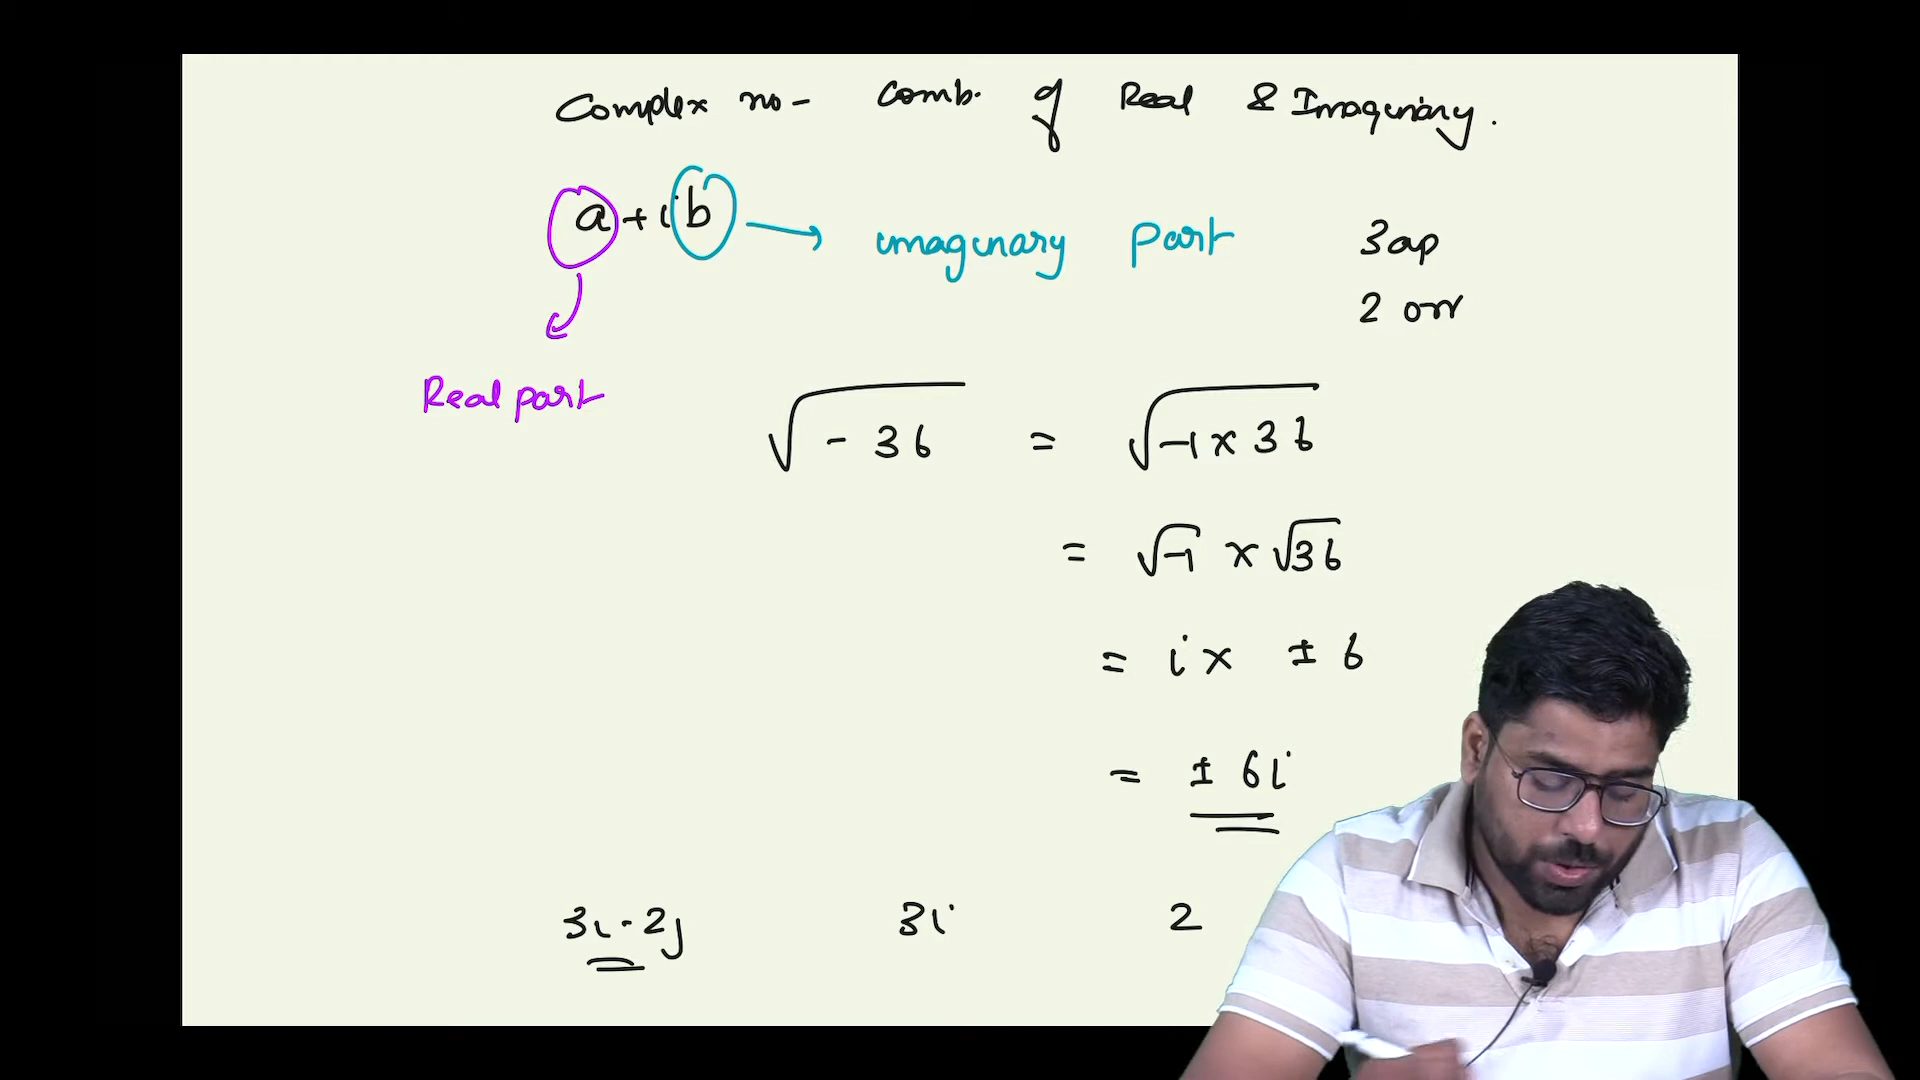 Complex no - Comb. of Real & Imaginary.
a + ib → imaginary part
3ap
2 orr
Real part
√-36 = √-1 x 36
= √-1 x √36
= i x ± 6
= ± 6i
3i - 2j 3i 2